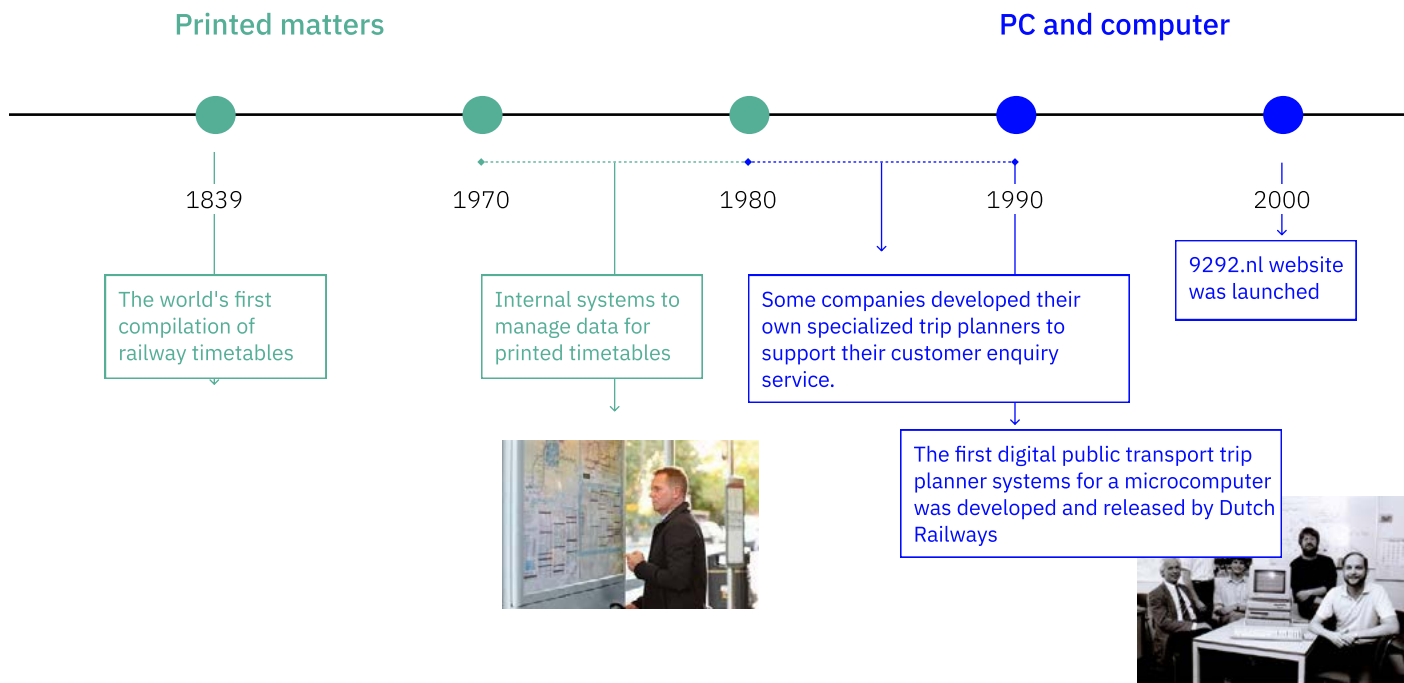 Printed matters
PC and computer
1839
1970
1980
1990
2000
The world's first
compilation of
railway timetables
Internal systems to
manage data for
printed timetables
Some companies developed their
own specialized trip planners to
support their customer enquiry
service.
9292.nl website
was launched
The first digital public transport trip
planner systems for a microcomputer
was developed and released by Dutch
Railways